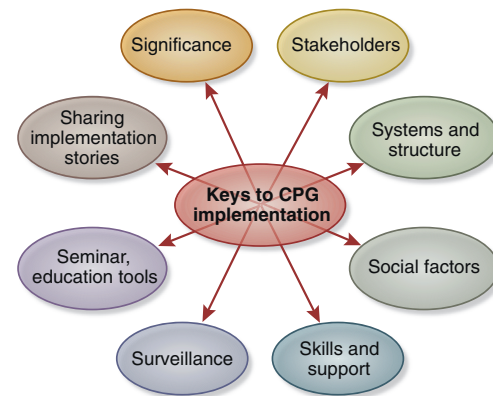 Significance
Stakeholders
Sharing
implementation
stories
Systems and
structure
Keys to CPG
implementation
Seminar,
education tools
Social factors
Surveillance
Skills and
support